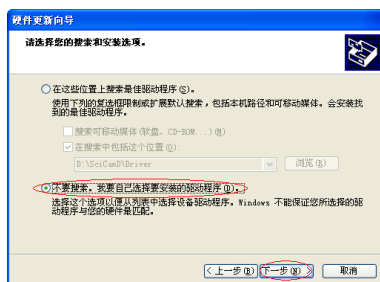 硬件更新向导
请选择您的搜索和安装选项。
在这些位置上搜索最佳驱动程序(S)。
使用下列的复选框限制或扩展默认搜索，包括本机路径和可移动媒体。会安装找
到的最佳驱动程序。
搜索可移动媒体(软盘、CD-ROM...)(M)
在搜索中包括这个位置(O):
D:\SciCamD\Driver
浏览(R)
不要搜索。我要自己选择要安装的驱动程序(D)。
选择这个选项以便从列表中选择设备驱动程序。Windows 不能保证您所选择的驱
动程序与您的硬件最匹配。
<上一步(B) 下一步(N)> 取消